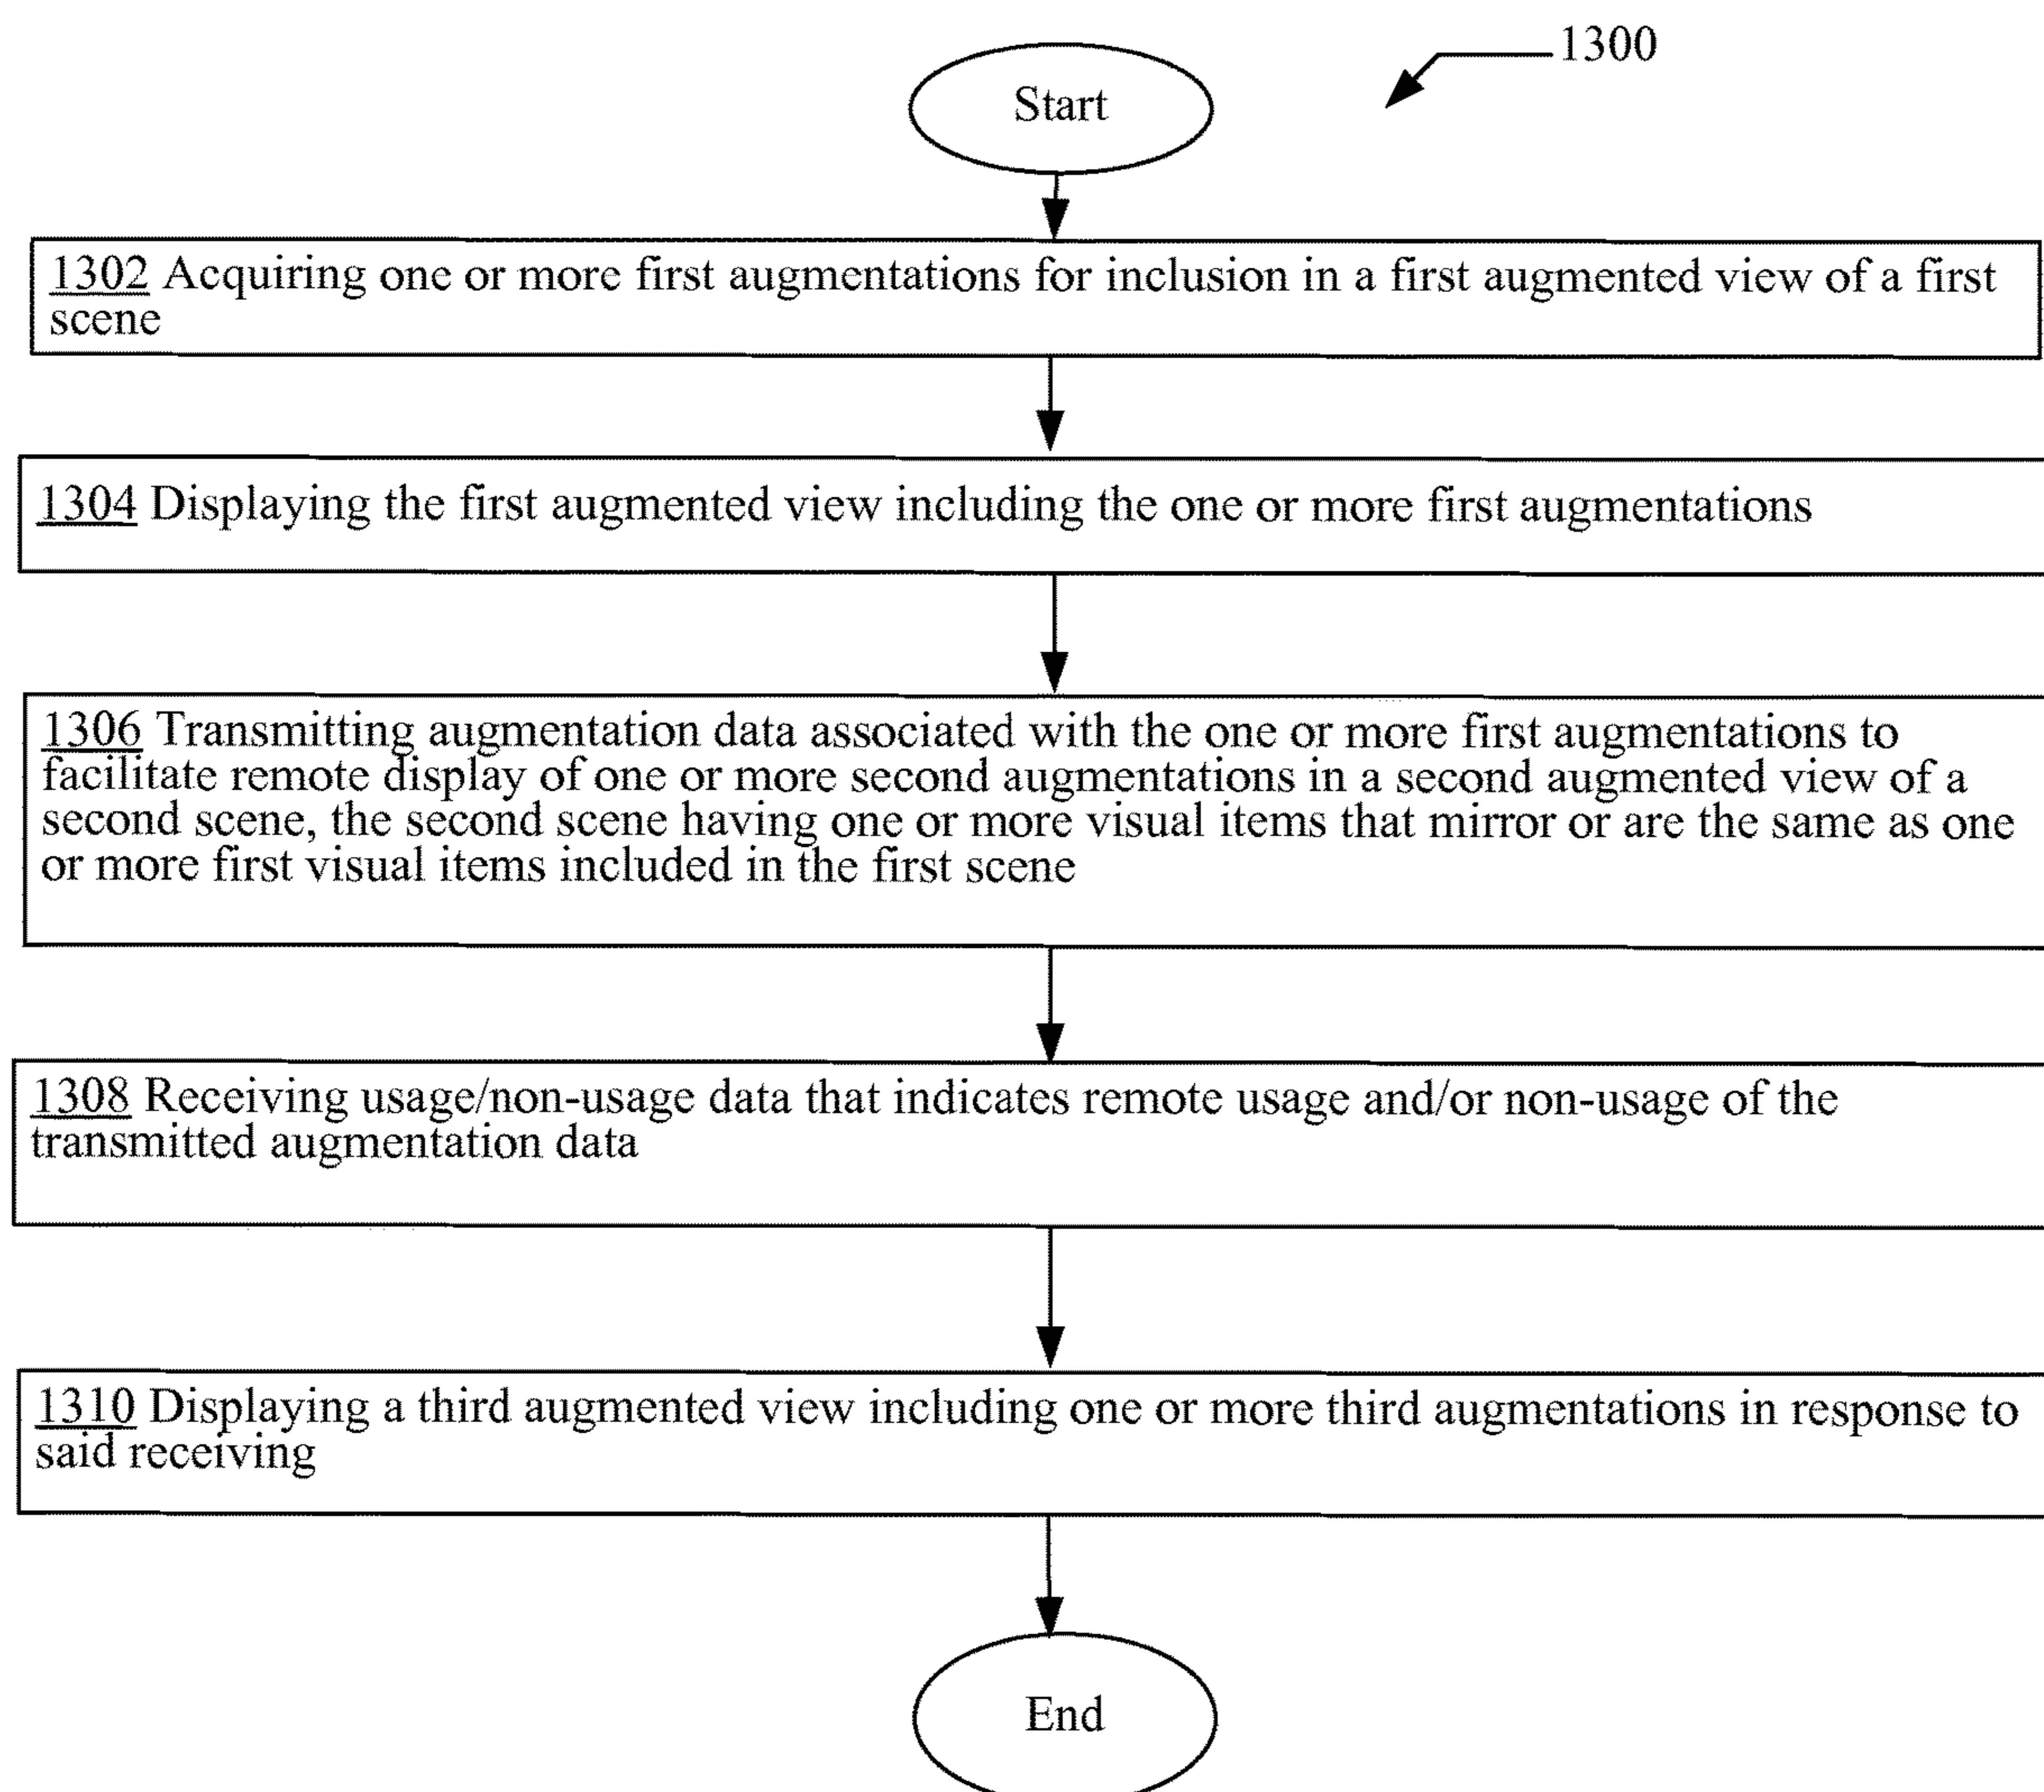 1300
Start
1302 Acquiring one or more first augmentations for inclusion in a first augmented view of a first
scene
1304 Displaying the first augmented view including the one or more first augmentations
1306 Transmitting augmentation data associated with the one or more first augmentations to
facilitate remote display of one or more second augmentations in a second augmented view of a
second scene, the second scene having one or more visual items that mirror or are the same as one
or more first visual items included in the first scene
1308 Receiving usage/non-usage data that indicates remote usage and/or non-usage of the
transmitted augmentation data
1310 Displaying a third augmented view including one or more third augmentations in response to
said receiving
End